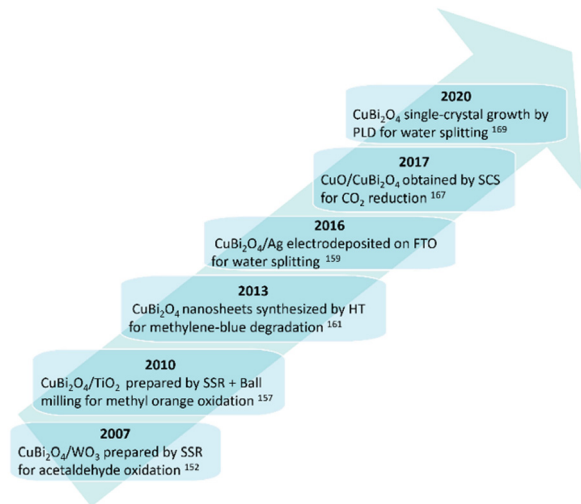 2020
CuBi₂O₄ single-crystal growth by
PLD for water splitting ¹⁶⁹
2017
CuO/CuBi₂O₄ obtained by SCS
for CO₂ reduction ¹⁶⁷
2016
CuBi₂O₄/Ag electrodeposited on FTO
for water splitting ¹⁵⁹
2013
CuBi₂O₄ nanosheets synthesized by HT
for methylene-blue degradation ¹⁶¹
2010
CuBi₂O₄/TiO₂ prepared by SSR + Ball
milling for methyl orange oxidation ¹⁵⁷
2007
CuBi₂O₄/WO₃ prepared by SSR
for acetaldehyde oxidation ¹⁵²